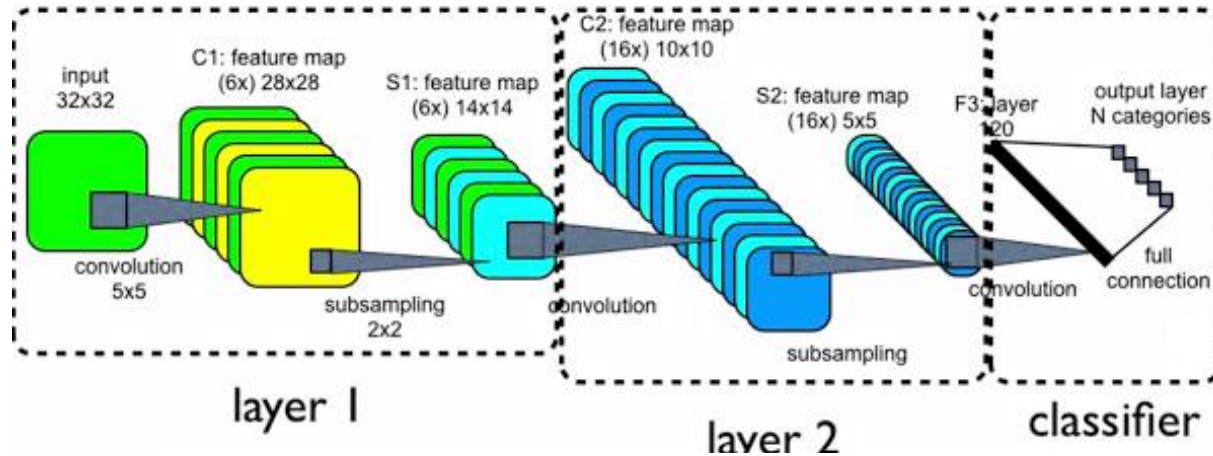 input
32x32
C1: feature map
(6x) 28x28
S1: feature map
(6x) 14x14
C2: feature map
(16x) 10x10
S2: feature map
(16x) 5x5
F3: layer
120
output layer
N categories
convolution
5x5
subsampling
2x2
convolution
subsampling
convolution
full
connection
layer 1
layer 2
classifier